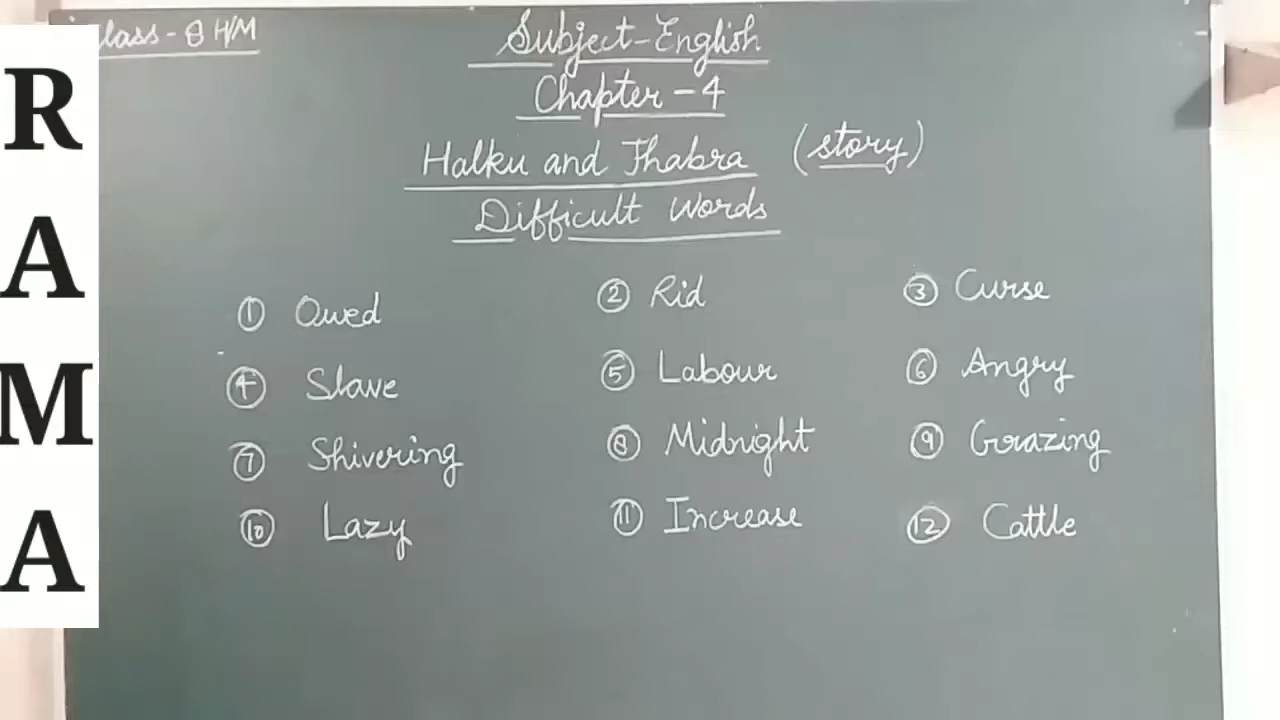 Class - 8 H/M
Subject-English
Chapter-4
Halku and Jhabra (story)
Difficult Words
① Owed ② Rid ③ Curse
④ Slave ⑤ Labour ⑥ Angry
⑦ Shivering ⑧ Midnight ⑨ Grazing
⑩ Lazy ⑪ Increase ⑫ Cattle
R
A
M
A